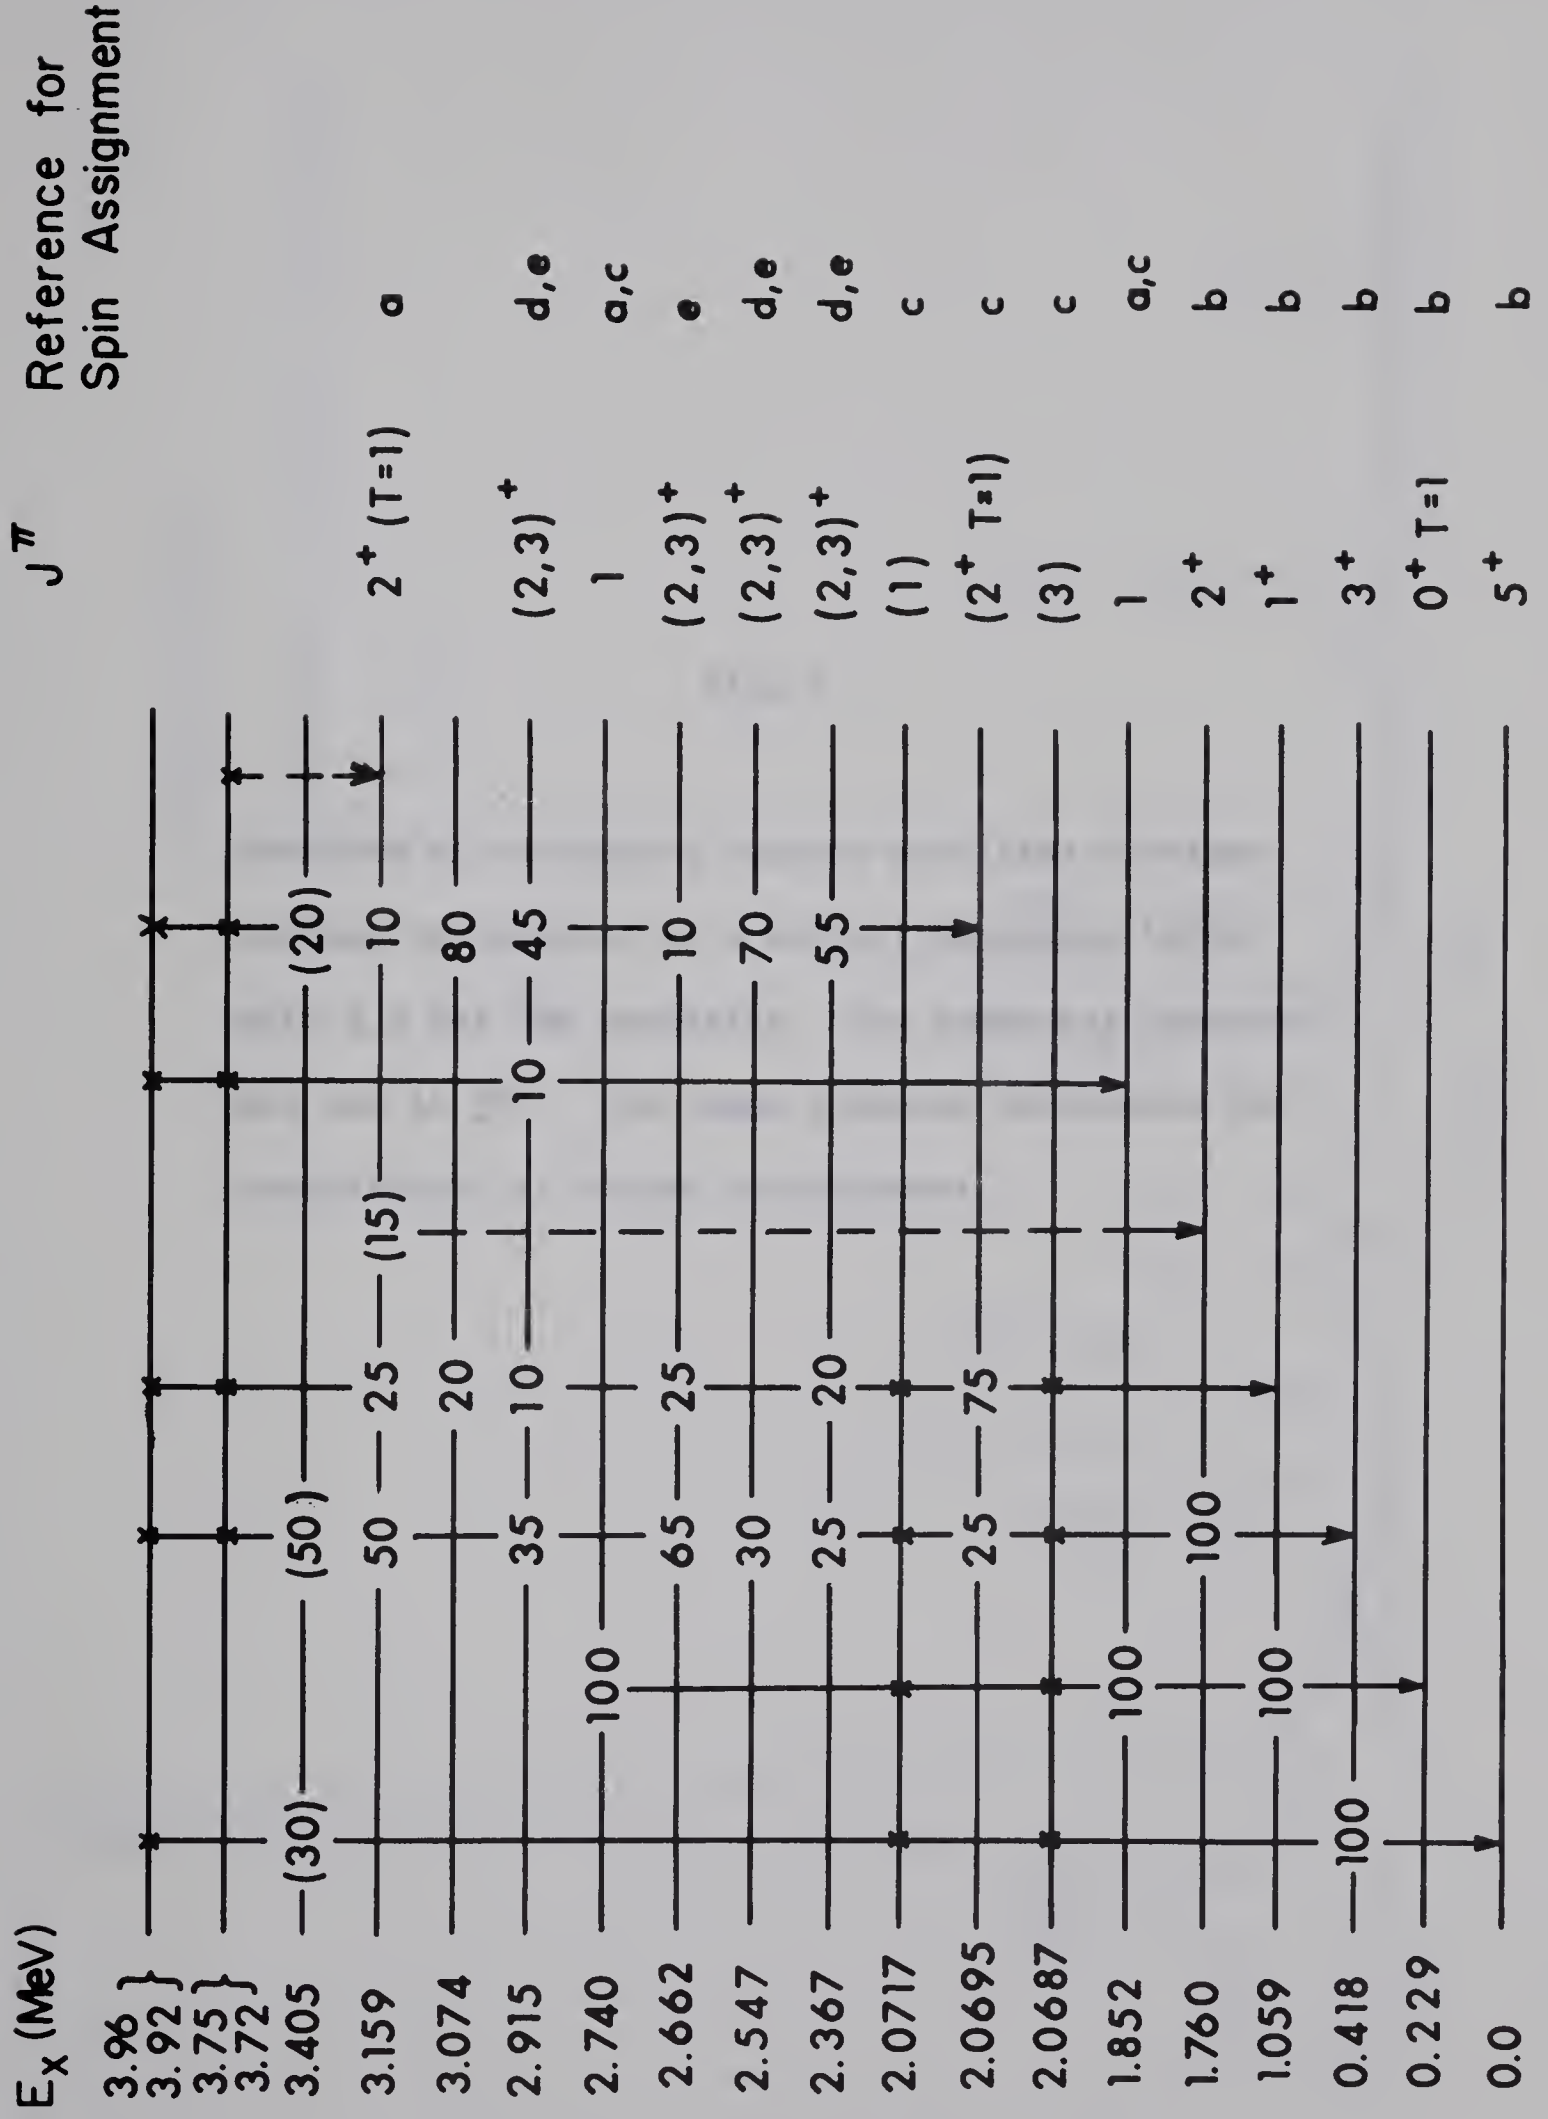 Eₓ (MeV) J^π Reference for
Spin Assignment
3.96 }
3.92 }
3.75 }
3.72 }
3.405 (30) (50) (20)
3.159 50 25 (15) 10 2⁺ (T=1) a
3.074 20 80
2.915 35 10 10 45 (2,3)⁺ d,e
2.740 100 1 a,c
2.662 65 25 10 (2,3)⁺ e
2.547 30 70 (2,3)⁺ d,e
2.367 25 20 55 (2,3)⁺ d,e
2.0717 (1) c
2.0695 25 75 (2⁺ T=1) c
2.0687 (3) c
1.852 100 1 a,c
1.760 100 2⁺ b
1.059 100 1⁺ b
0.418 100 3⁺ b
0.229 0⁺ T=1 b
0.0 5⁺ b